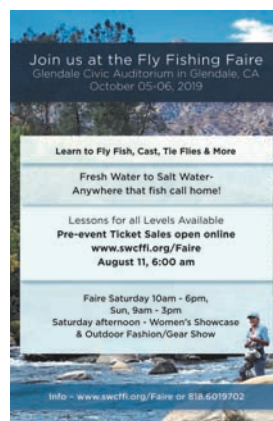 Join us at the Fly Fishing Faire
Glendale Civic Auditorium in Glendale, CA
October 05-06, 2019
Learn to Fly Fish, Cast, Tie Flies & More
Fresh Water to Salt Water-
Anywhere that fish call home!
Lessons for all Levels Available
Pre-event Ticket Sales open online
www.swcffi.org/Faire
August 11, 6:00 am
Faire Saturday 10am - 6pm,
Sun, 9am - 3pm
Saturday afternoon - Women's Showcase
& Outdoor Fashion/Gear Show
Info - www.swcffi.org/Faire or 818.6019702